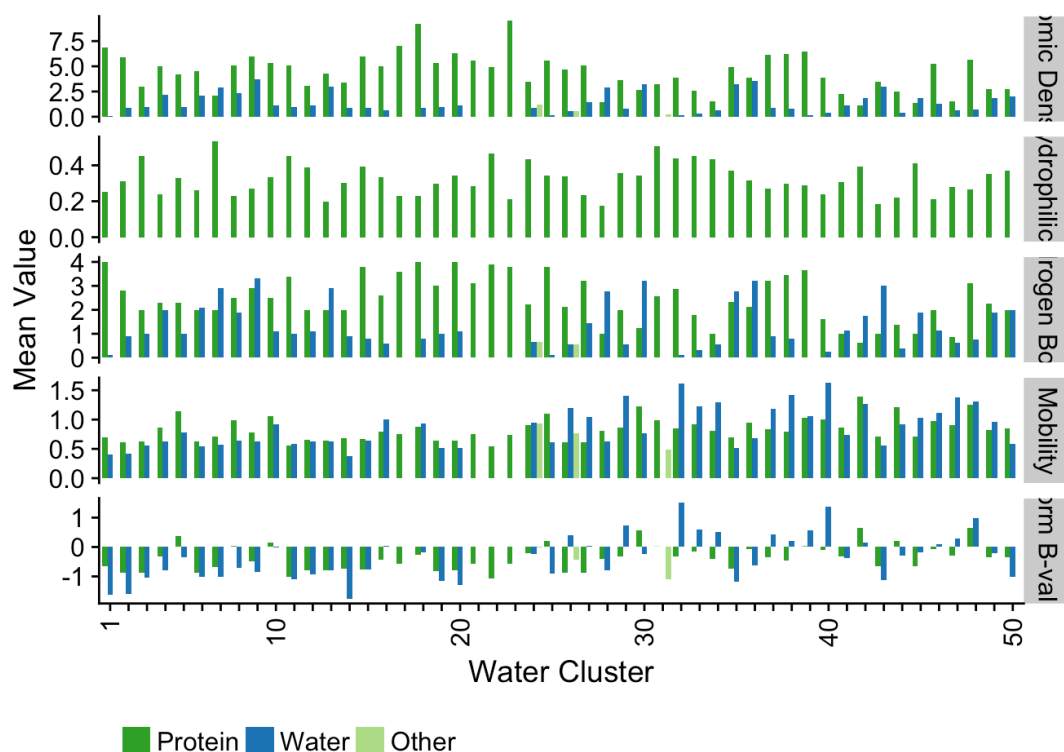 7.5
5.0
2.5
0.0
omic Dens
0.4
0.2
0.0
ydrophilic
4
3
2
1
0
rogen Bo
1.5
1.0
0.5
0.0
Mobility
1
0
-1
orm B-val
Mean Value
1 10 20 30 40 50
Water Cluster
Protein Water Other